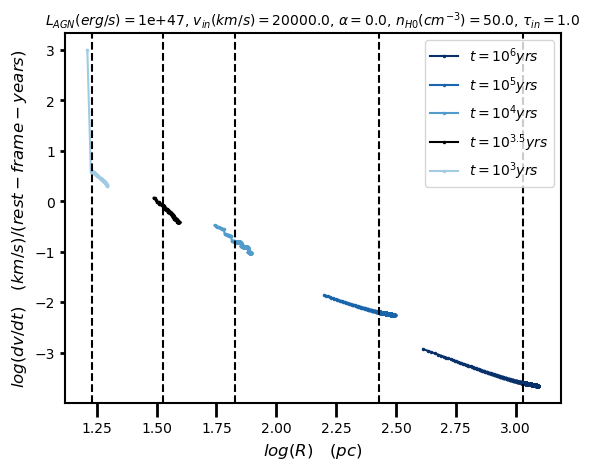 L_AGN(erg/s) = 1e+47, v_in(km/s) = 20000.0, α = 0.0, n_H0(cm^−3) = 50.0, τ_in = 1.0
3
2
1
0
−1
−2
−3
log(dv/dt) (km/s)/(rest − frame − years)
t = 10^6 yrs
t = 10^5 yrs
t = 10^4 yrs
t = 10^3.5 yrs
t = 10^3 yrs
1.25 1.50 1.75 2.00 2.25 2.50 2.75 3.00
log(R) (pc)